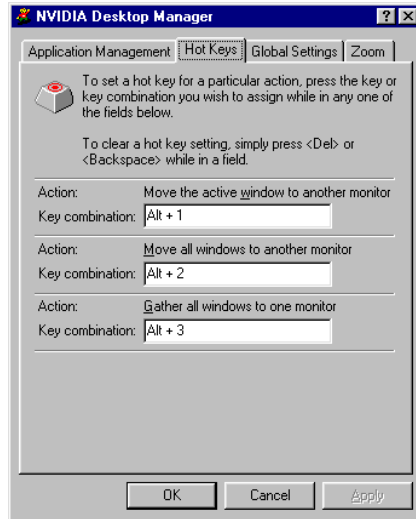 NVIDIA Desktop Manager
Application Management Hot Keys Global Settings Zoom
To set a hot key for a particular action, press the key or
key combination you wish to assign while in any one of
the fields below.
To clear a hot key setting, simply press <Del> or
<Backspace> while in a field.
Action: Move the active window to another monitor
Key combination: Alt + 1
Action: Move all windows to another monitor
Key combination: Alt + 2
Action: Gather all windows to one monitor
Key combination: Alt + 3
OK Cancel Apply